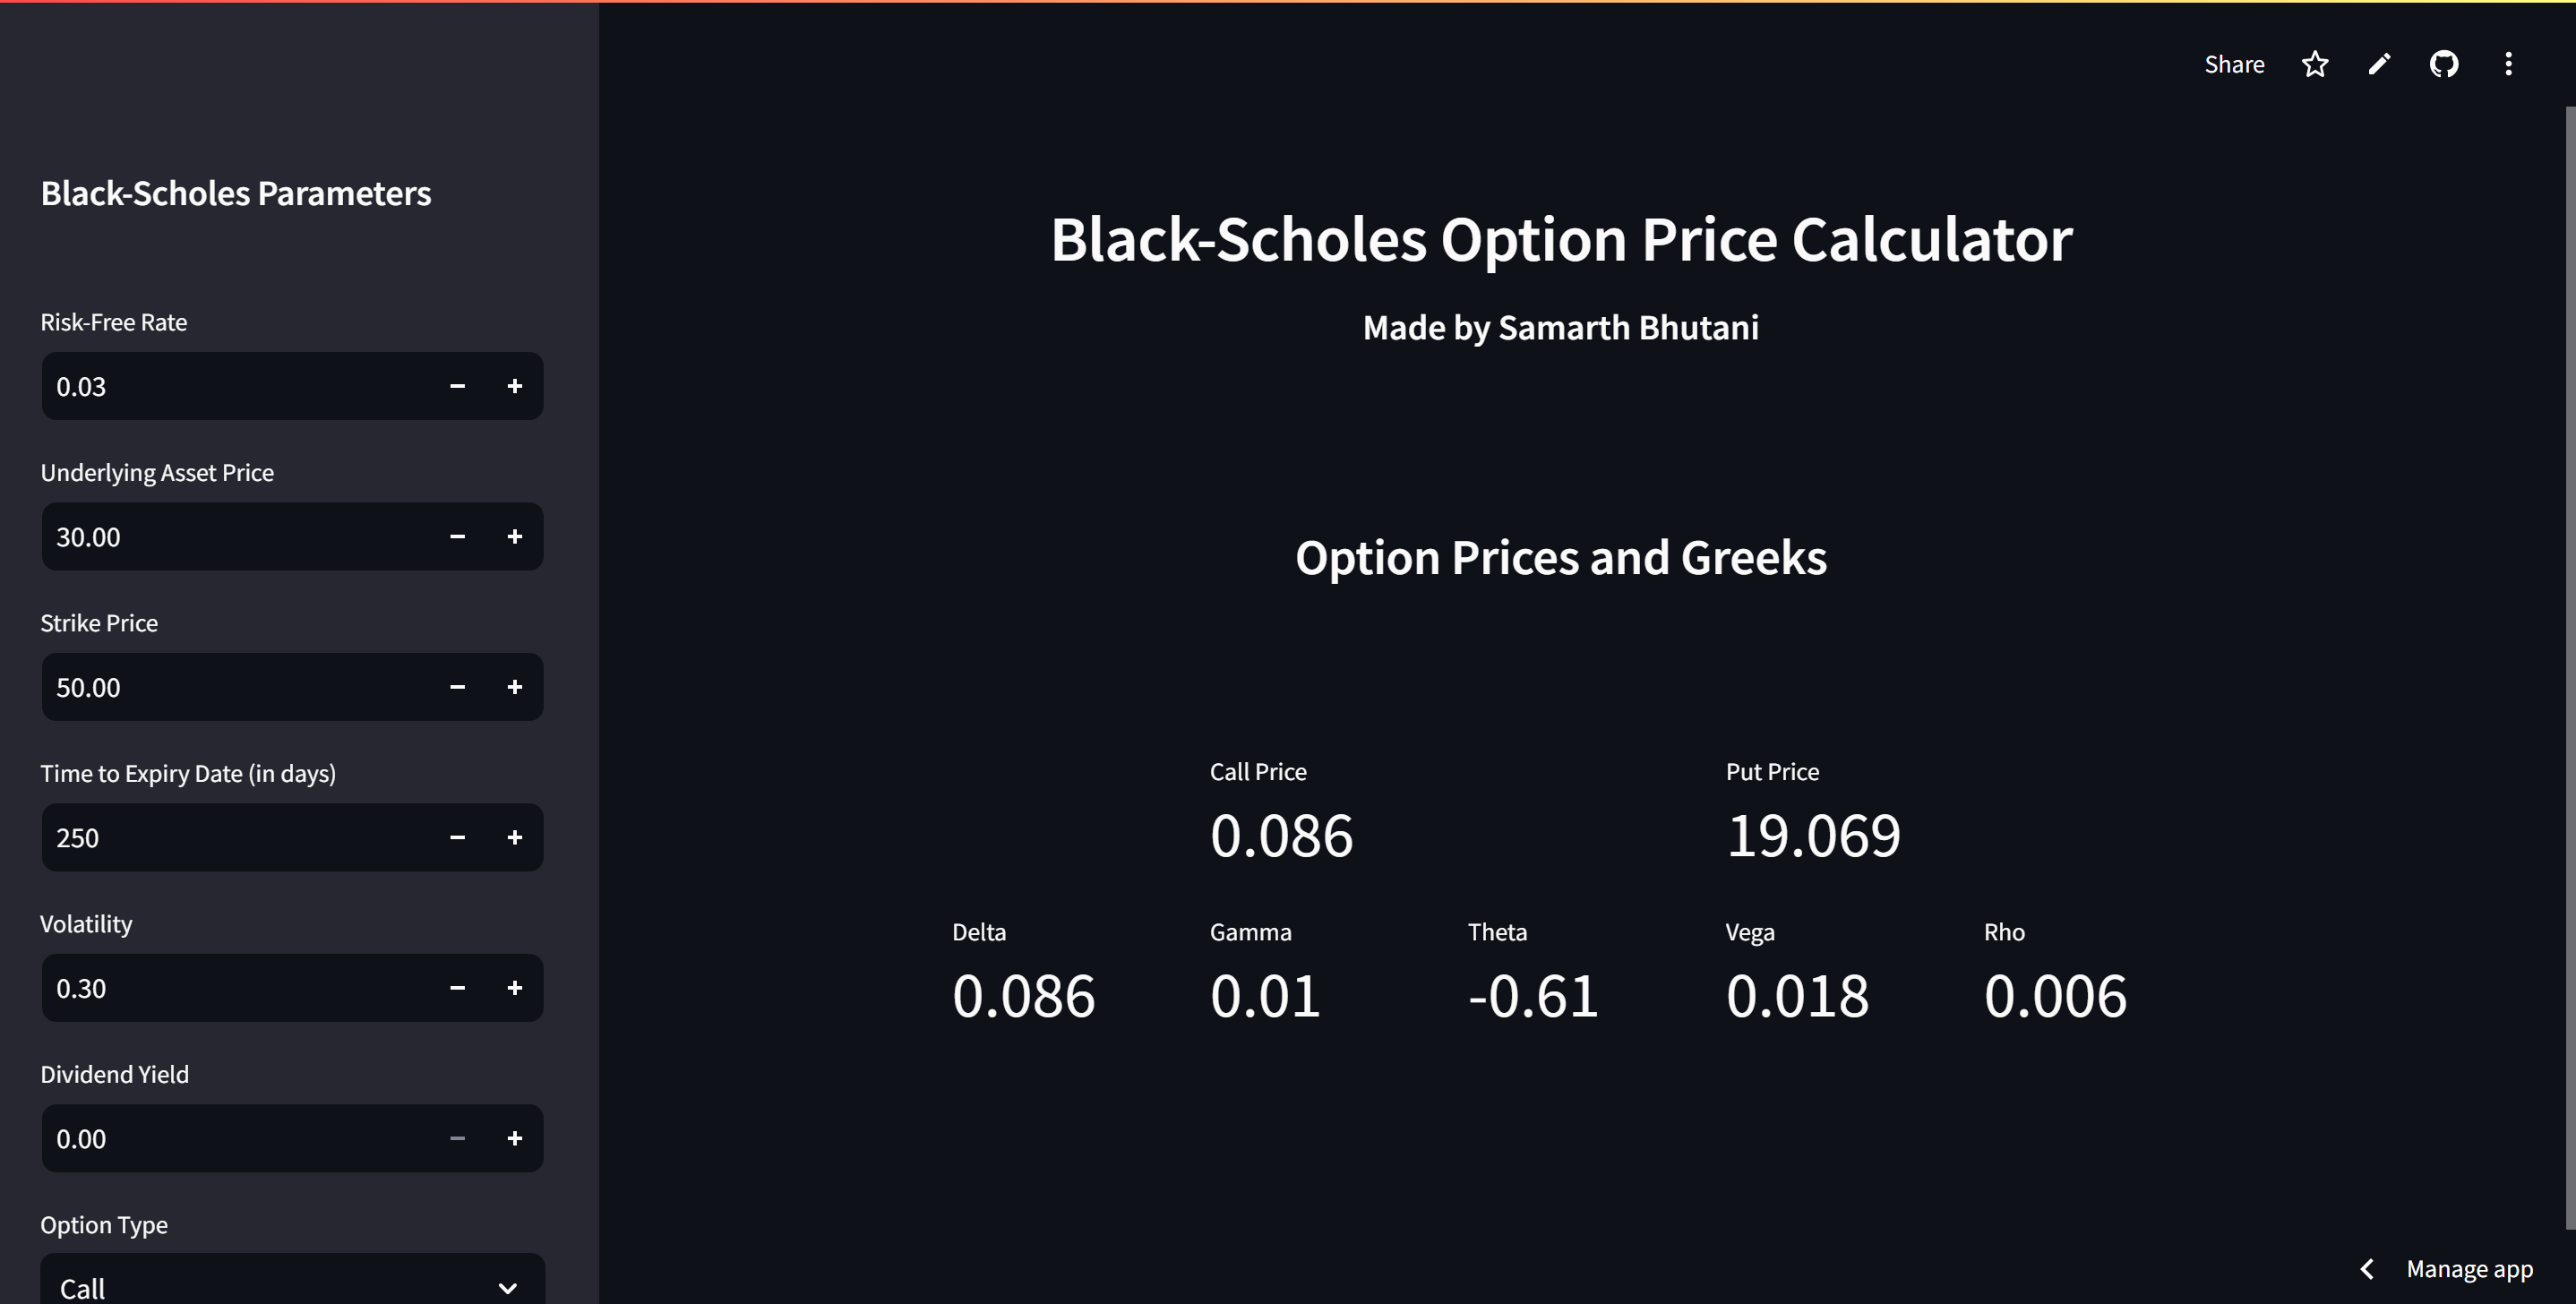 Share
Black-Scholes Parameters
Risk-Free Rate
0.03
Underlying Asset Price
30.00
Strike Price
50.00
Time to Expiry Date (in days)
250
Volatility
0.30
Dividend Yield
0.00
Option Type
Call
Black-Scholes Option Price Calculator
Made by Samarth Bhutani
Option Prices and Greeks
Call Price
0.086
Put Price
19.069
Delta
0.086
Gamma
0.01
Theta
-0.61
Vega
0.018
Rho
0.006
Manage app